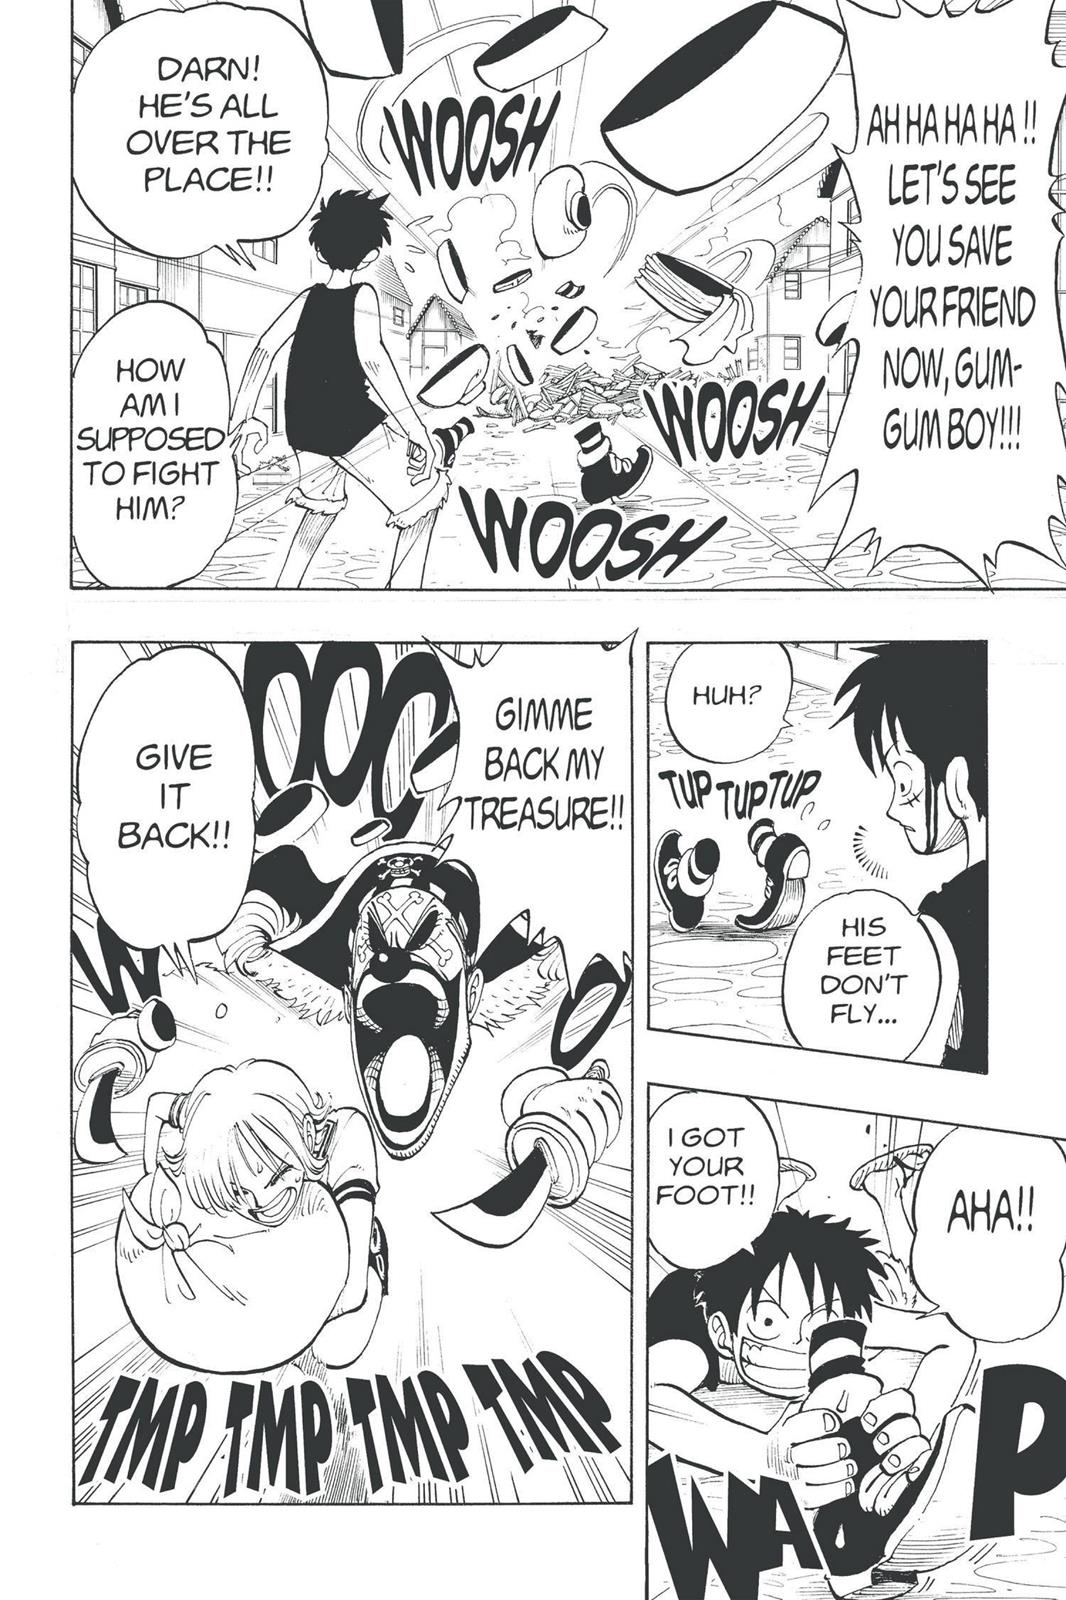 AH HA HA HA!!
LET'S SEE
YOU SAVE
YOUR FRIEND
NOW, GUM-
GUM BOY!!!
DARN!
HE'S ALL
OVER THE
PLACE!!
HOW
AM I
SUPPOSED
TO FIGHT
HIM?
WOOSH
WOOSH
WOOSH
HUH?
TUP TUP TUP
HIS
FEET
DON'T
FLY...
GIMME
BACK MY
TREASURE!!
GIVE
IT
BACK!!
WOOOOO
TMP TMP TMP TMP
AHA!!
I GOT
YOUR
FOOT!!
WAP